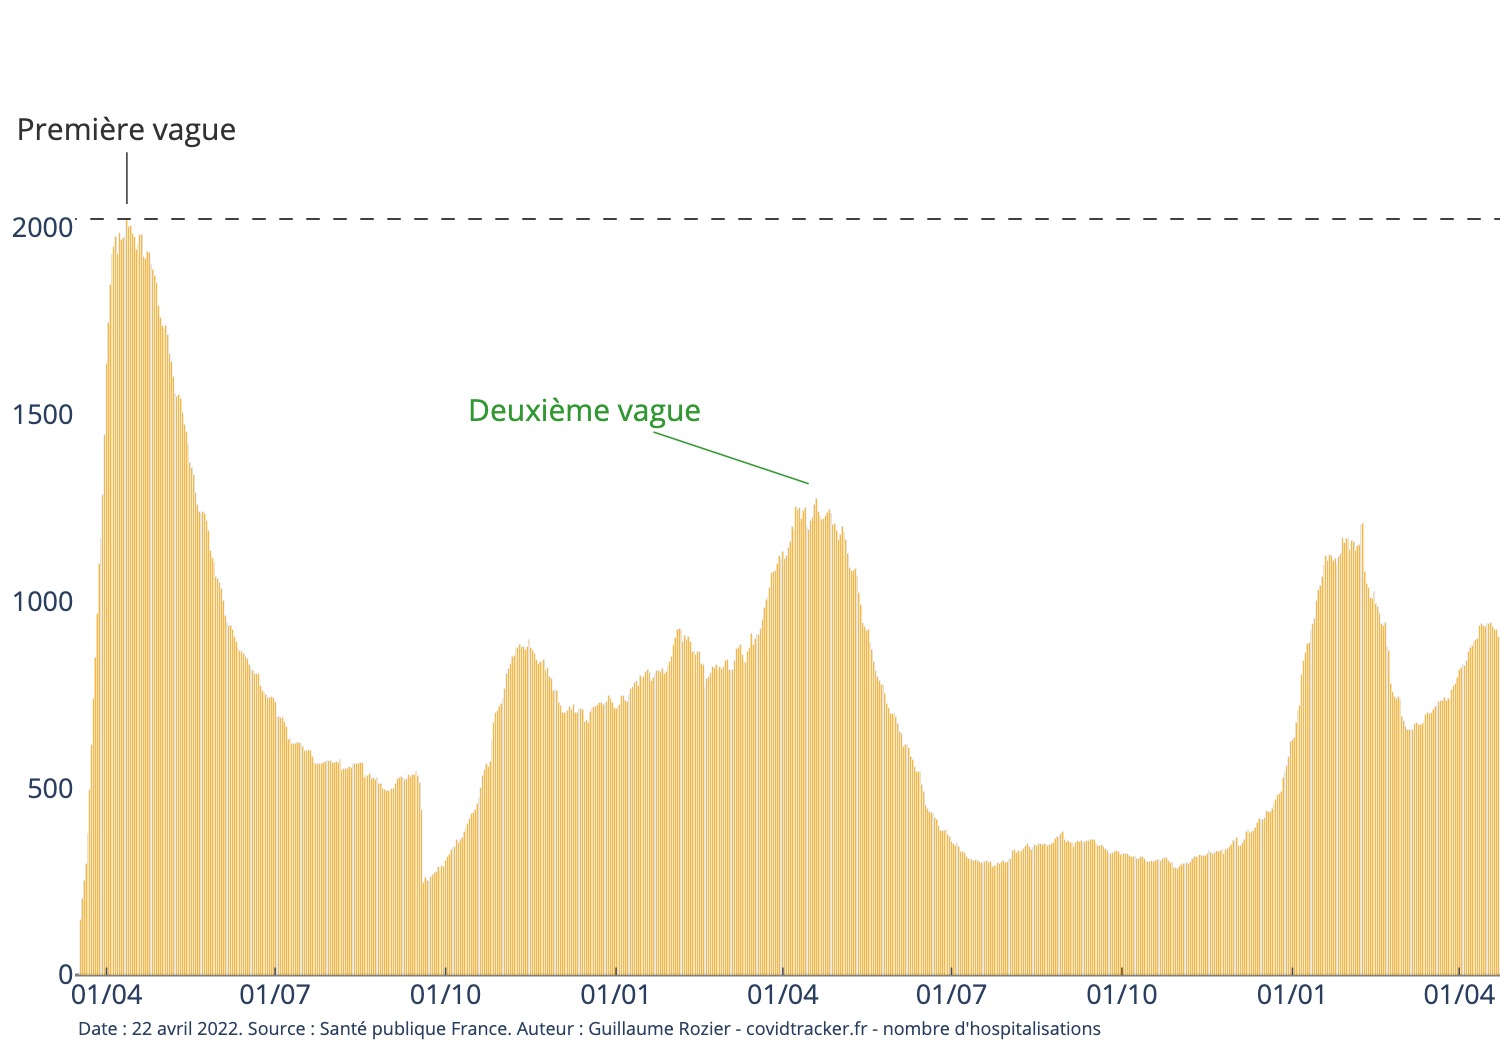 Première vague
2000
1500
Deuxième vague
1000
500
0
01/04 01/07 01/10 01/01 01/04 01/07 01/10 01/01 01/04
Date : 22 avril 2022. Source : Santé publique France. Auteur : Guillaume Rozier - covidtracker.fr - nombre d'hospitalisations